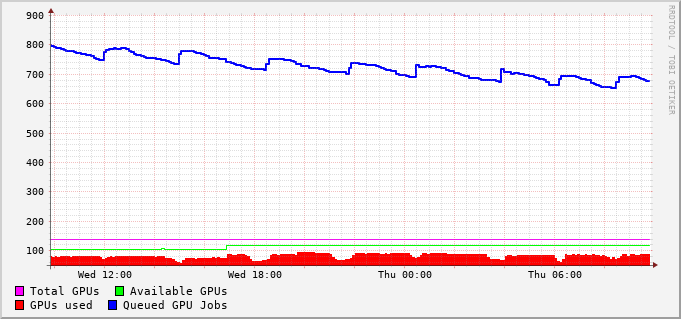 900
800
700
600
500
400
300
200
100
Wed 12:00 Wed 18:00 Thu 00:00 Thu 06:00
Total GPUs Available GPUs
GPUs used Queued GPU Jobs
RRDTOOL / TOBI OETIKER